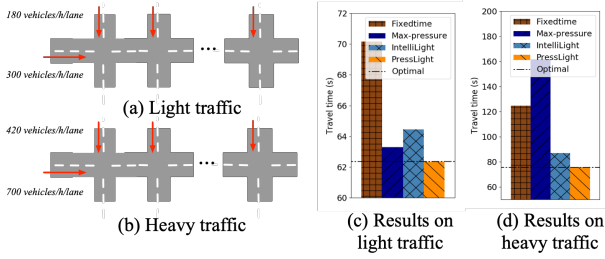 180 vehicles/h/lane
300 vehicles/h/lane
(a) Light traffic
420 vehicles/h/lane
700 vehicles/h/lane
(b) Heavy traffic
Travel time (s)
72
70
68
66
64
62
60
Fixedtime
Max-pressure
IntelliLight
PressLight
Optimal
(c) Results on
light traffic
Travel time (s)
200
180
160
140
120
100
80
60
Fixedtime
Max-pressure
IntelliLight
PressLight
Optimal
(d) Results on
heavy traffic